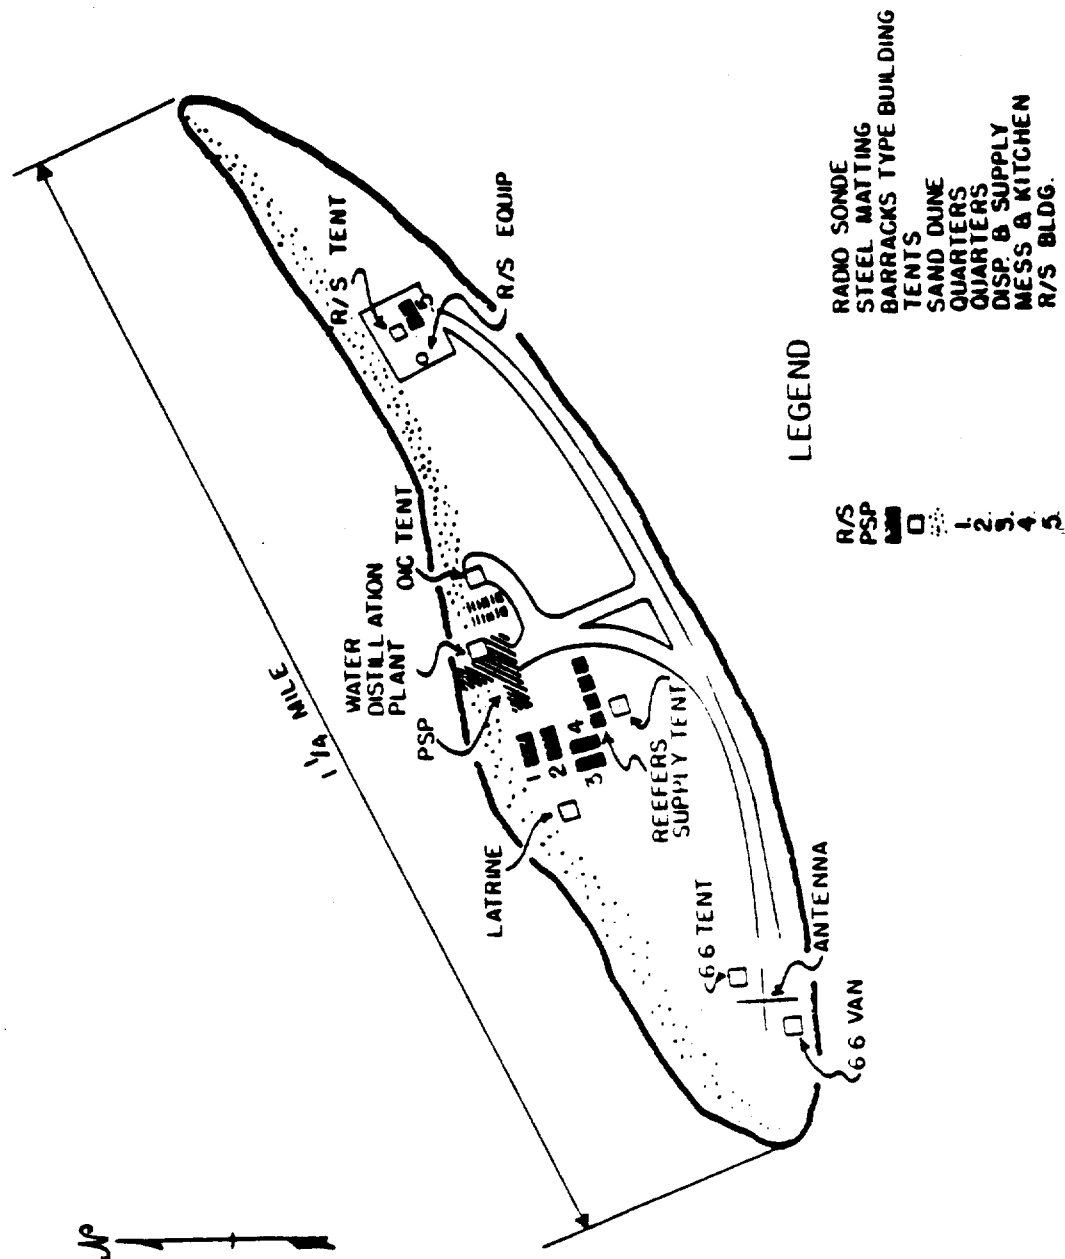 N
1 1/4 MILE
R/S TENT
WATER
DISTILLATION
PLANT
OIC TENT
PSP
5
R/S EQUIP
LATRINE
1
2
3
4
REEFERS
SUPPLY TENT
66 TENT
ANTENNA
66 VAN
LEGEND
R/S RADIO SONDE
PSP STEEL MATTING
BARRACKS TYPE BUILDING
TENTS
SAND DUNE
1. QUARTERS
2. QUARTERS
3. DISP. & SUPPLY
4. MESS & KITCHEN
5. R/S BLDG.